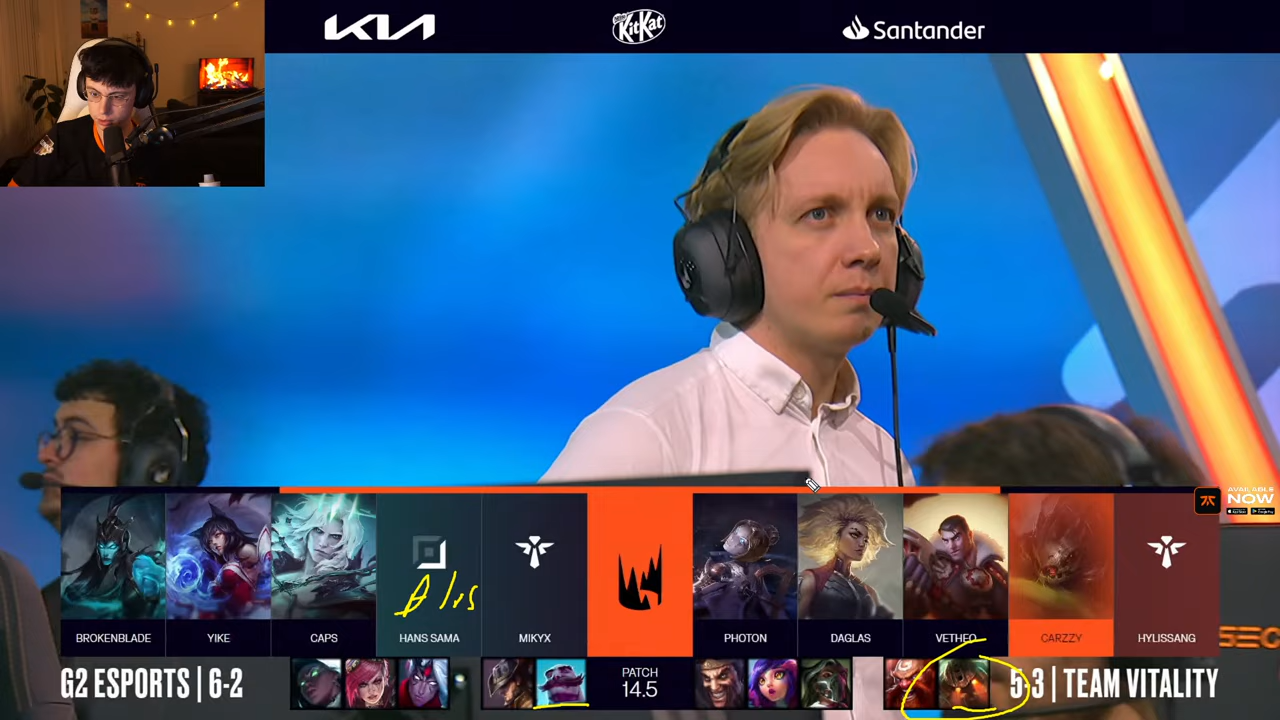 KIA
Nestlé KitKat
Santander
BROKENBLADE YIKE CAPS HANS SAMA MIKYX PHOTON DAGLAS VETHEO CARZZY HYLISSANG
G2 ESPORTS | 6-2
PATCH
14.5
5-3 | TEAM VITALITY
AVAILABLE
NOW